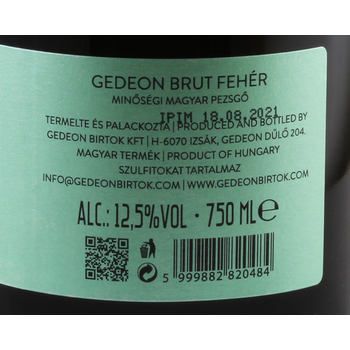 GEDEON BRUT FEHÉR
MINŐSÉGI MAGYAR PEZSGŐ
IPIM 18.08.2021
TERMELTE ÉS PALACKOZTA | PRODUCED AND BOTTLED BY
GEDEON BIRTOK KFT | H-6070 IZSÁK, GEDEON DŰLŐ 204.
MAGYAR TERMÉK | PRODUCT OF HUNGARY
SZULFITOKAT TARTALMAZ
INFO@GEDEONBIRTOK.COM | WWW.GEDEONBIRTOK.COM
ALC.: 12,5%VOL · 750 ML℮
5 999882 820484